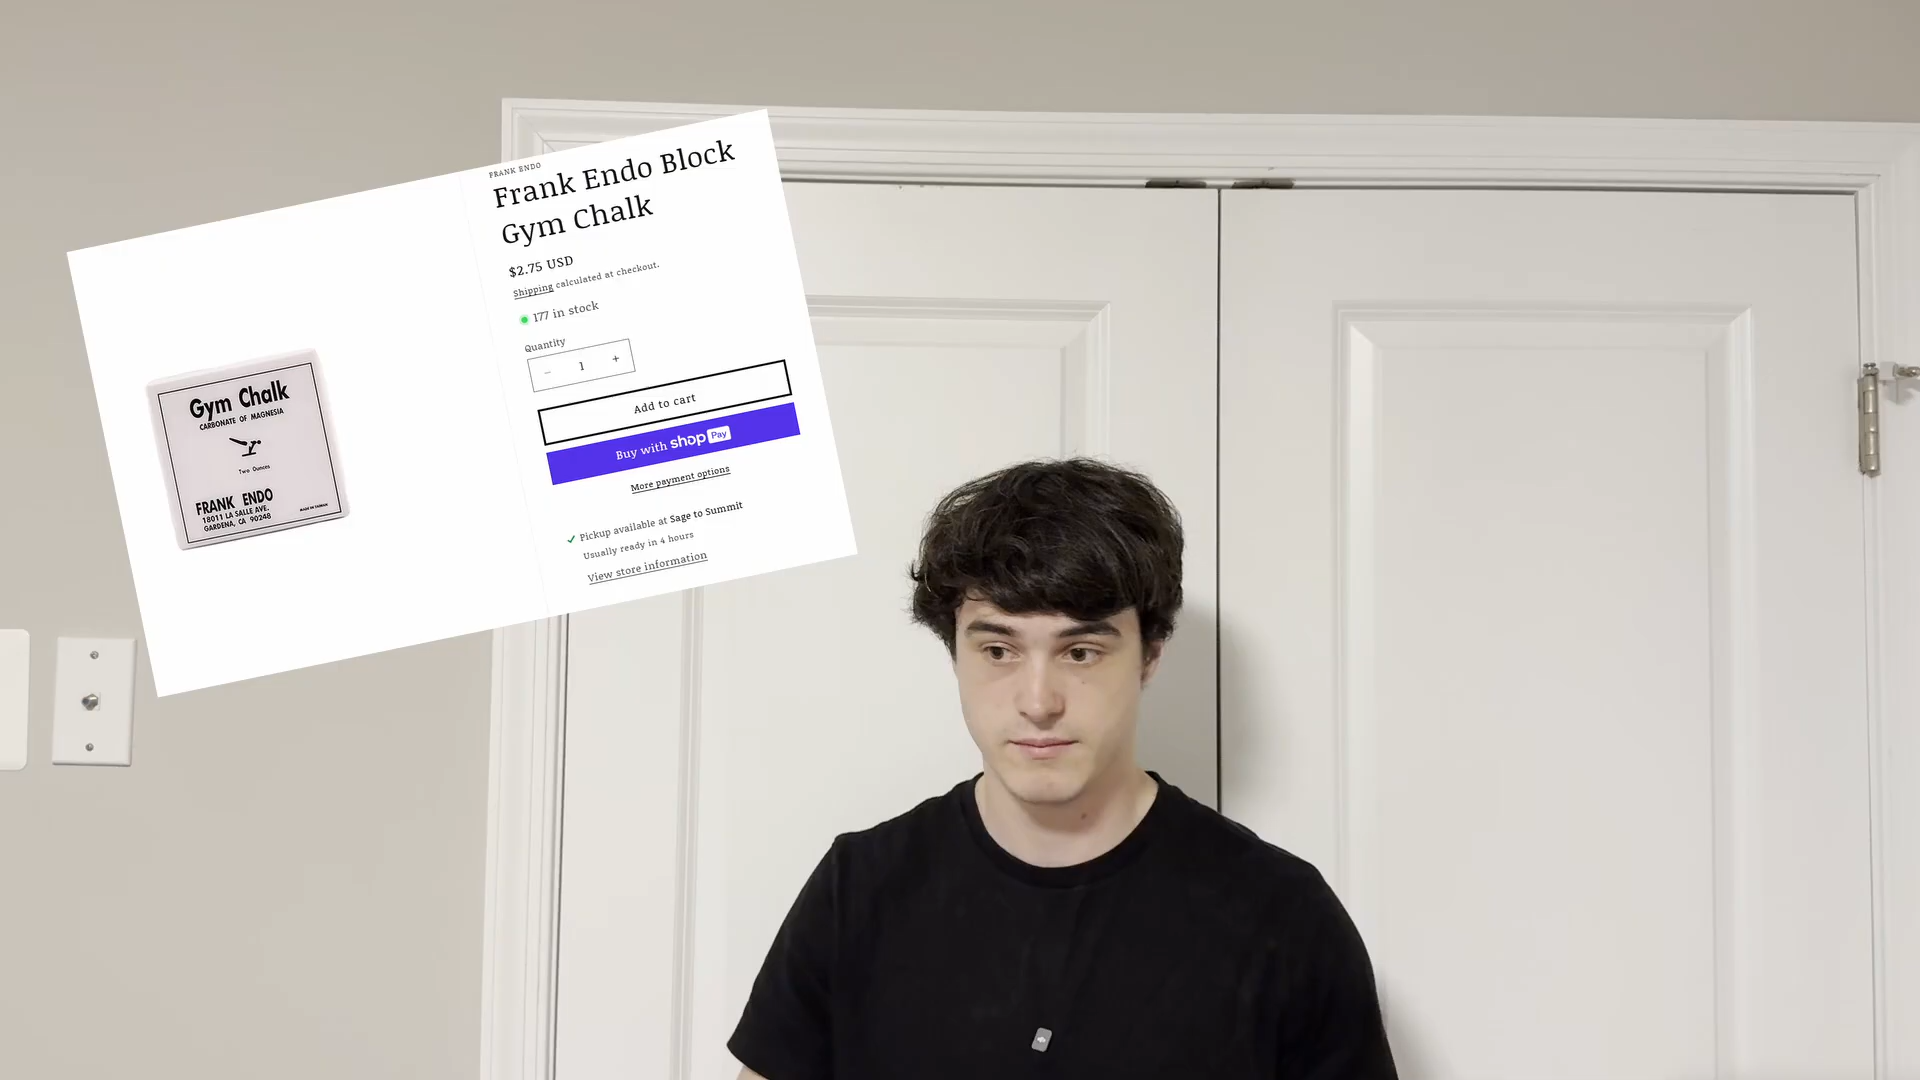 Gym Chalk
CARBONATE OF MAGNESIA
Two Ounces
FRANK ENDO
18011 LA SALLE AVE.
GARDENA, CA 90248
MADE IN TAIWAN
FRANK ENDO
Frank Endo Block
Gym Chalk
$2.75 USD
Shipping calculated at checkout.
177 in stock
Quantity
− 1 +
Add to cart
Buy with shop Pay
More payment options
Pickup available at Sage to Summit
Usually ready in 4 hours
View store information